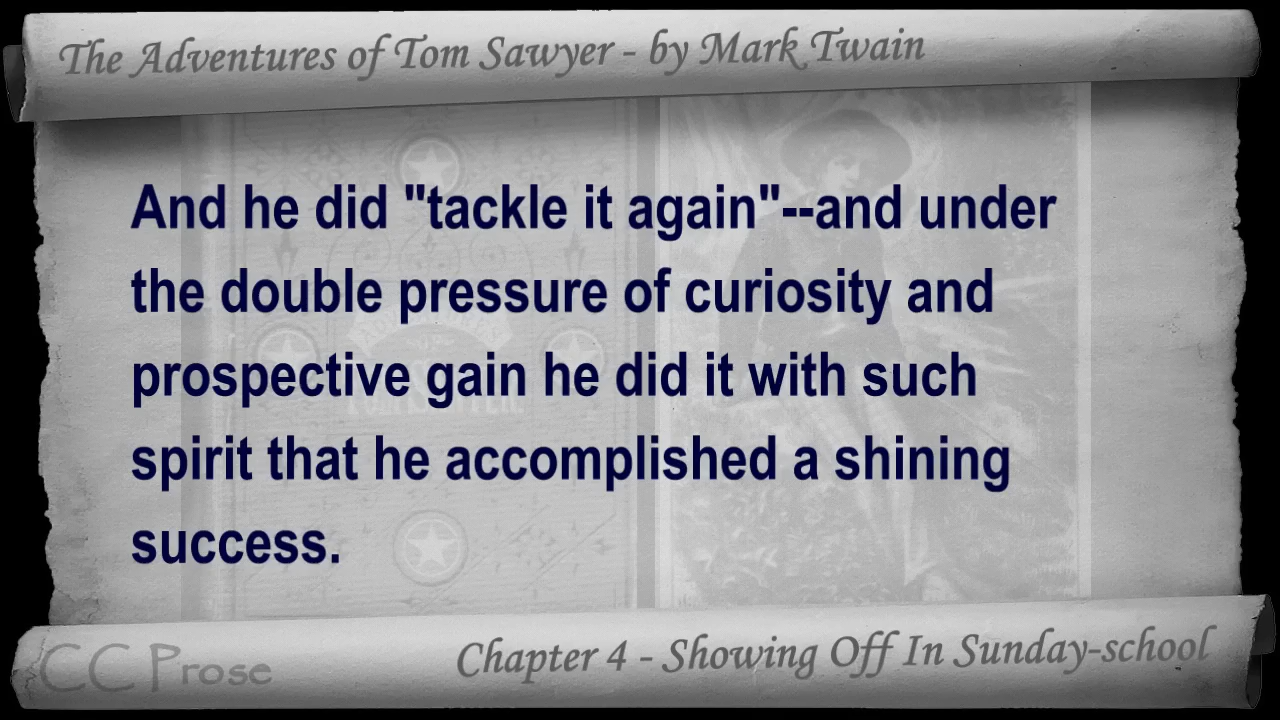 The Adventures of Tom Sawyer - by Mark Twain
And he did "tackle it again"--and under
the double pressure of curiosity and
prospective gain he did it with such
spirit that he accomplished a shining
success.
CC Prose
Chapter 4 - Showing Off In Sunday-school